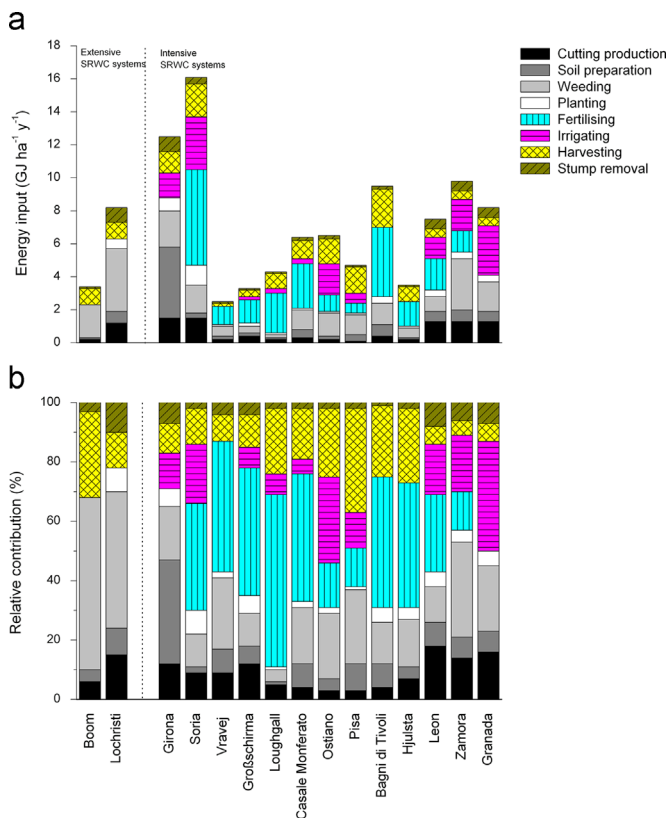 a
Extensive
SRWC systems
Intensive
SRWC systems
18
16
14
12
10
8
6
4
2
0
Energy input (GJ ha⁻¹ y⁻¹)
Cutting production
Soil preparation
Weeding
Planting
Fertilising
Irrigating
Harvesting
Stump removal
b
100
80
60
40
20
0
Relative contribution (%)
Boom
Lochristi
Girona
Soria
Vravej
Großschirma
Loughgall
Casale Monferato
Ostiano
Pisa
Bagni di Tivoli
Hjulsta
Leon
Zamora
Granada